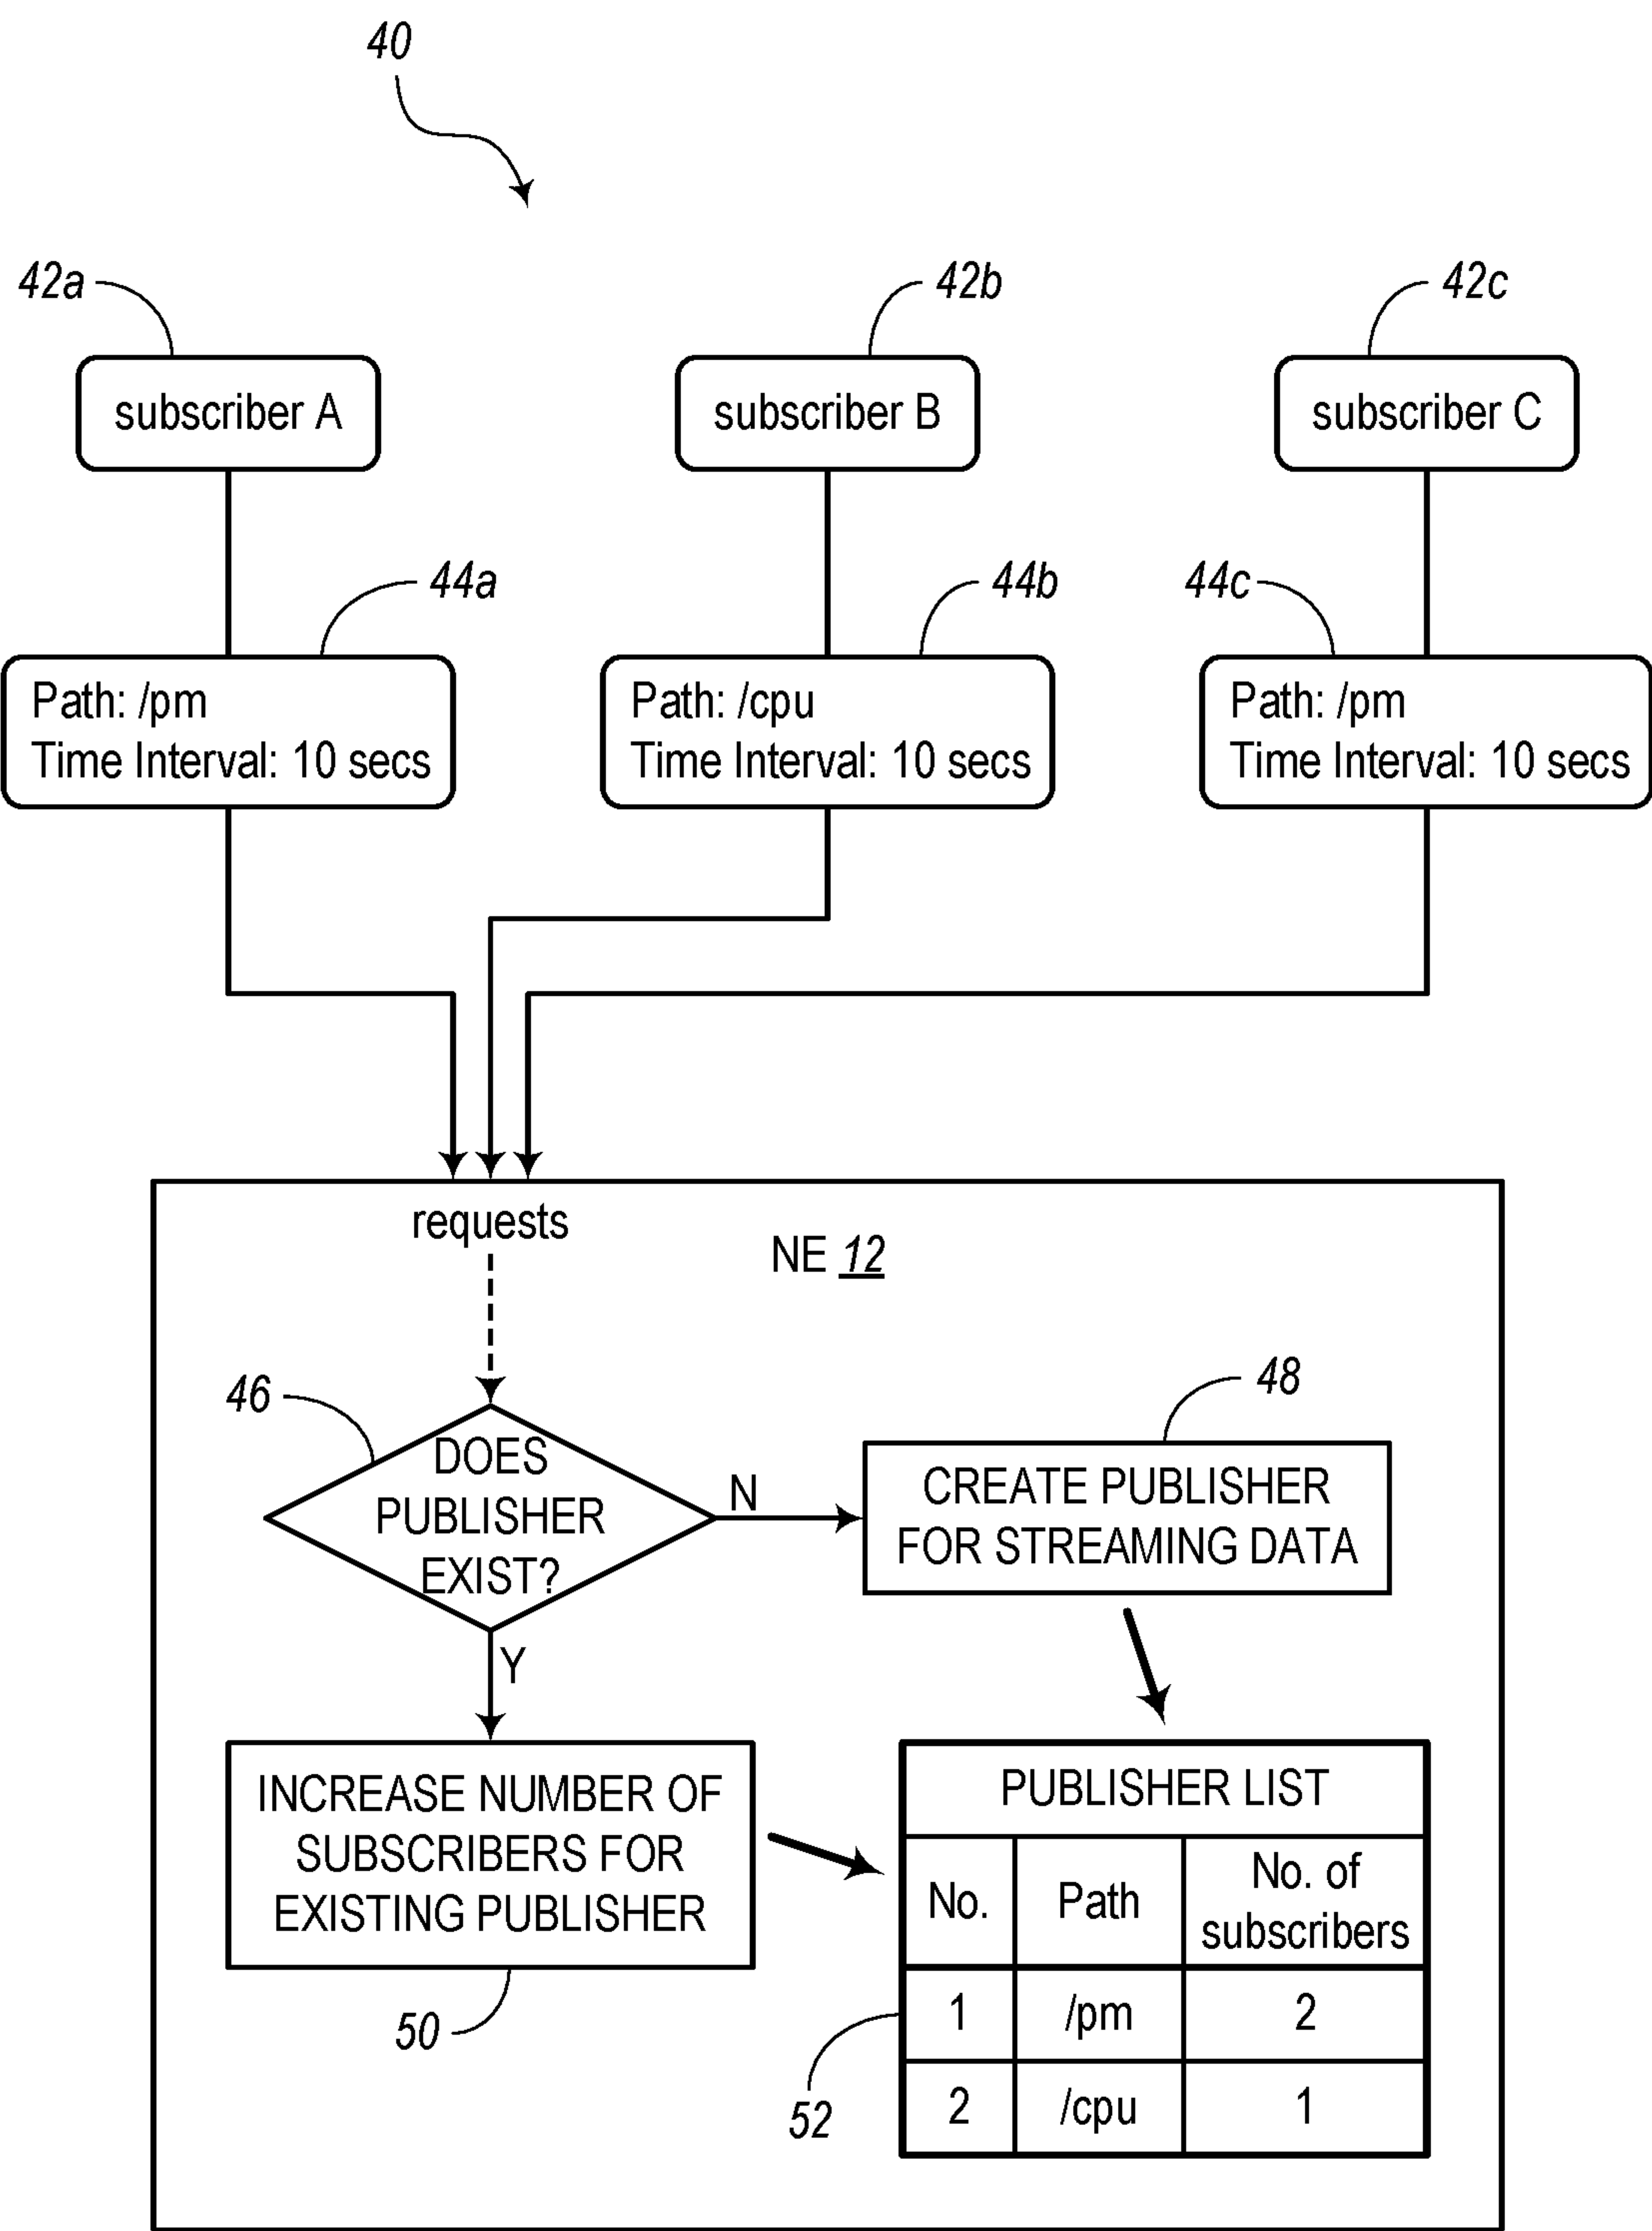 40
42a
42b
42c
subscriber A
subscriber B
subscriber C
44a
44b
44c
Path: /pm
Time Interval: 10 secs
Path: /cpu
Time Interval: 10 secs
Path: /pm
Time Interval: 10 secs
requests
NE 12
46
48
DOES
PUBLISHER
EXIST?
N
CREATE PUBLISHER
FOR STREAMING DATA
Y
INCREASE NUMBER OF
SUBSCRIBERS FOR
EXISTING PUBLISHER
50
PUBLISHER LIST
No.
Path
No. of
subscribers
1
/pm
2
2
/cpu
1
52